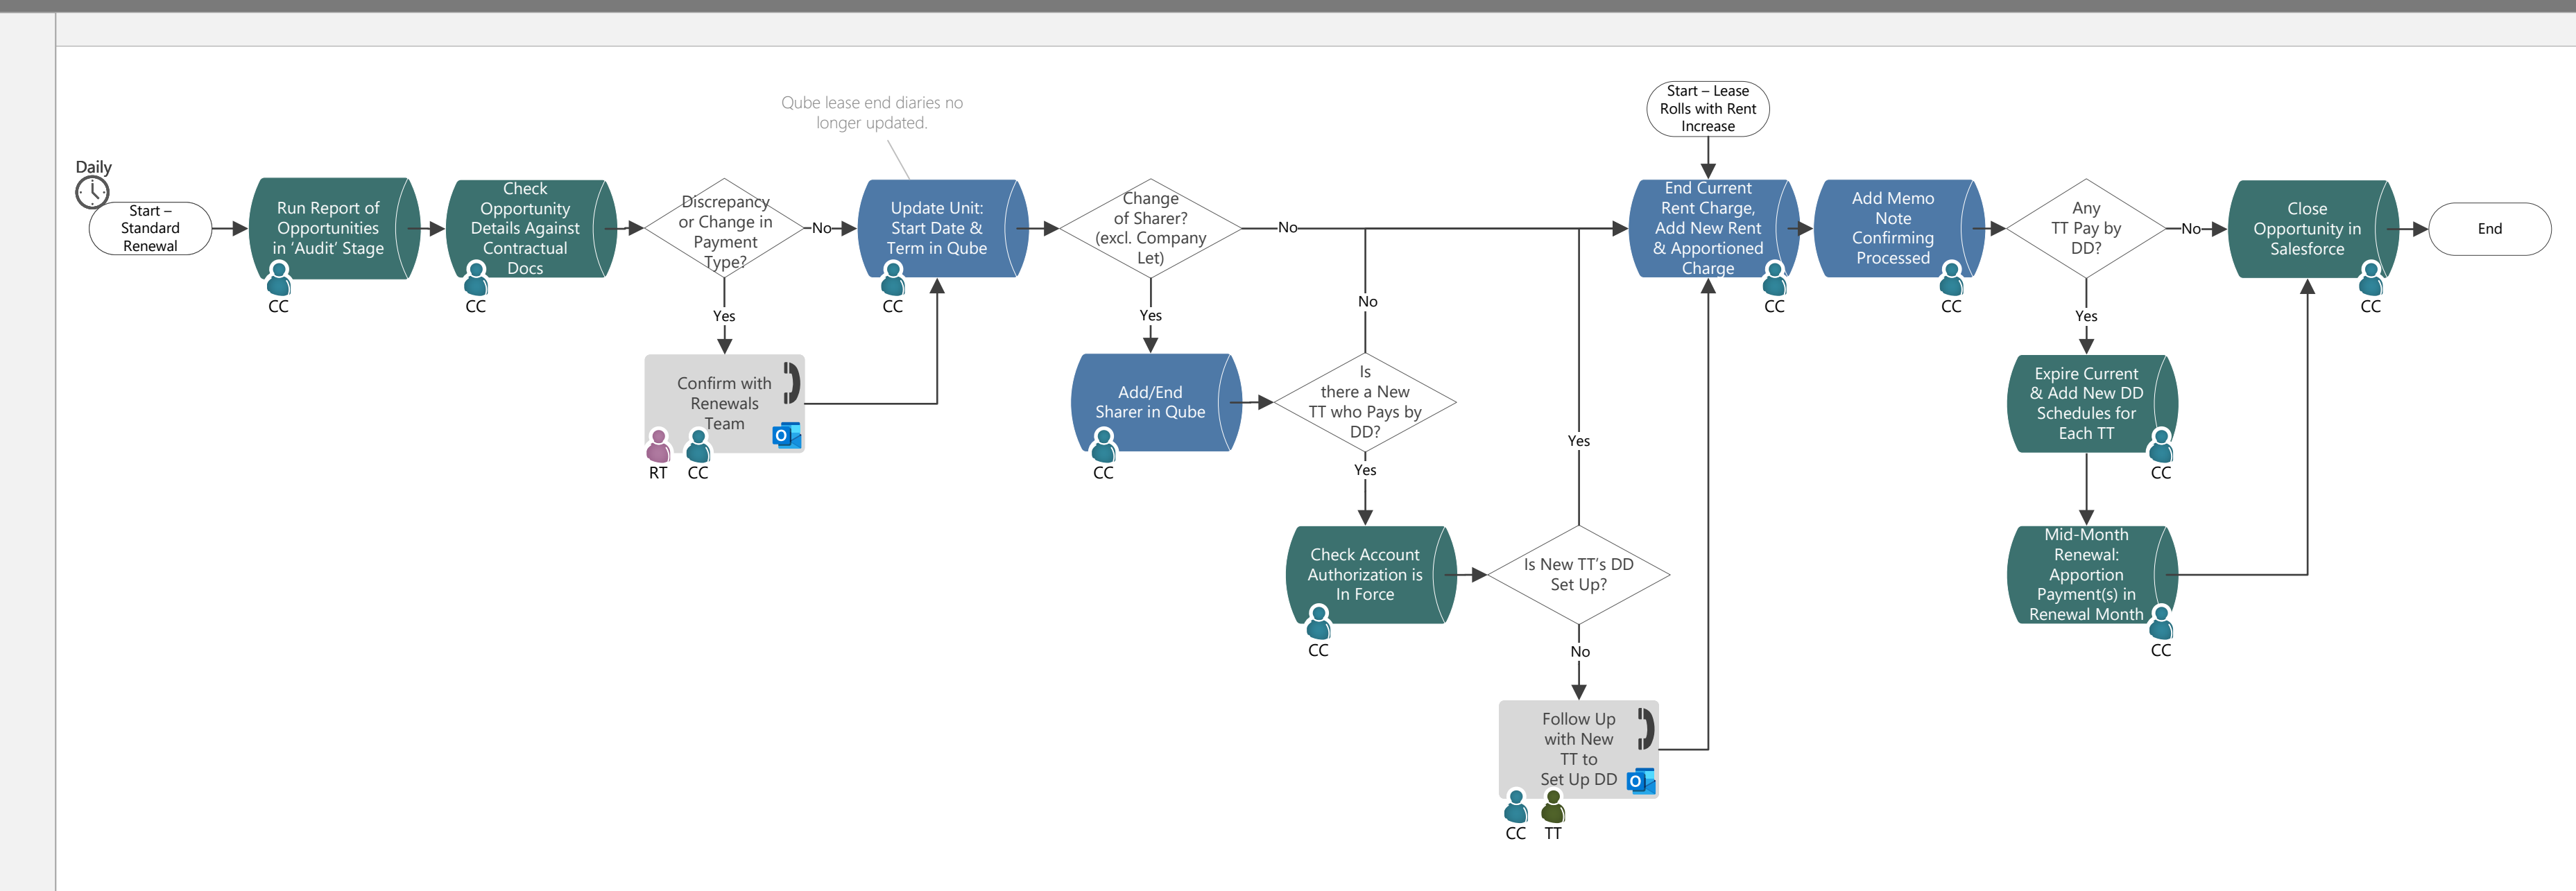 Qube lease end diaries no
longer updated.
Start – Lease
Rolls with Rent
Increase
Daily
Start –
Standard
Renewal
Run Report of
Opportunities
in ‘Audit’ Stage
CC
Check
Opportunity
Details Against
Contractual
Docs
CC
Discrepancy
or Change in
Payment
Type?
No
Yes
Confirm with
Renewals
Team
RT
CC
Update Unit:
Start Date &
Term in Qube
CC
Change
of Sharer?
(excl. Company
Let)
No
Yes
Add/End
Sharer in Qube
CC
Is
there a New
TT who Pays by
DD?
No
Yes
Check Account
Authorization is
In Force
CC
Is New TT’s DD
Set Up?
Yes
No
Follow Up
with New
TT to
Set Up DD
CC
TT
End Current
Rent Charge,
Add New Rent
& Apportioned
Charge
CC
Add Memo
Note
Confirming
Processed
CC
Any
TT Pay by
DD?
No
Yes
Expire Current
& Add New DD
Schedules for
Each TT
CC
Mid-Month
Renewal:
Apportion
Payment(s) in
Renewal Month
CC
Close
Opportunity in
Salesforce
CC
End